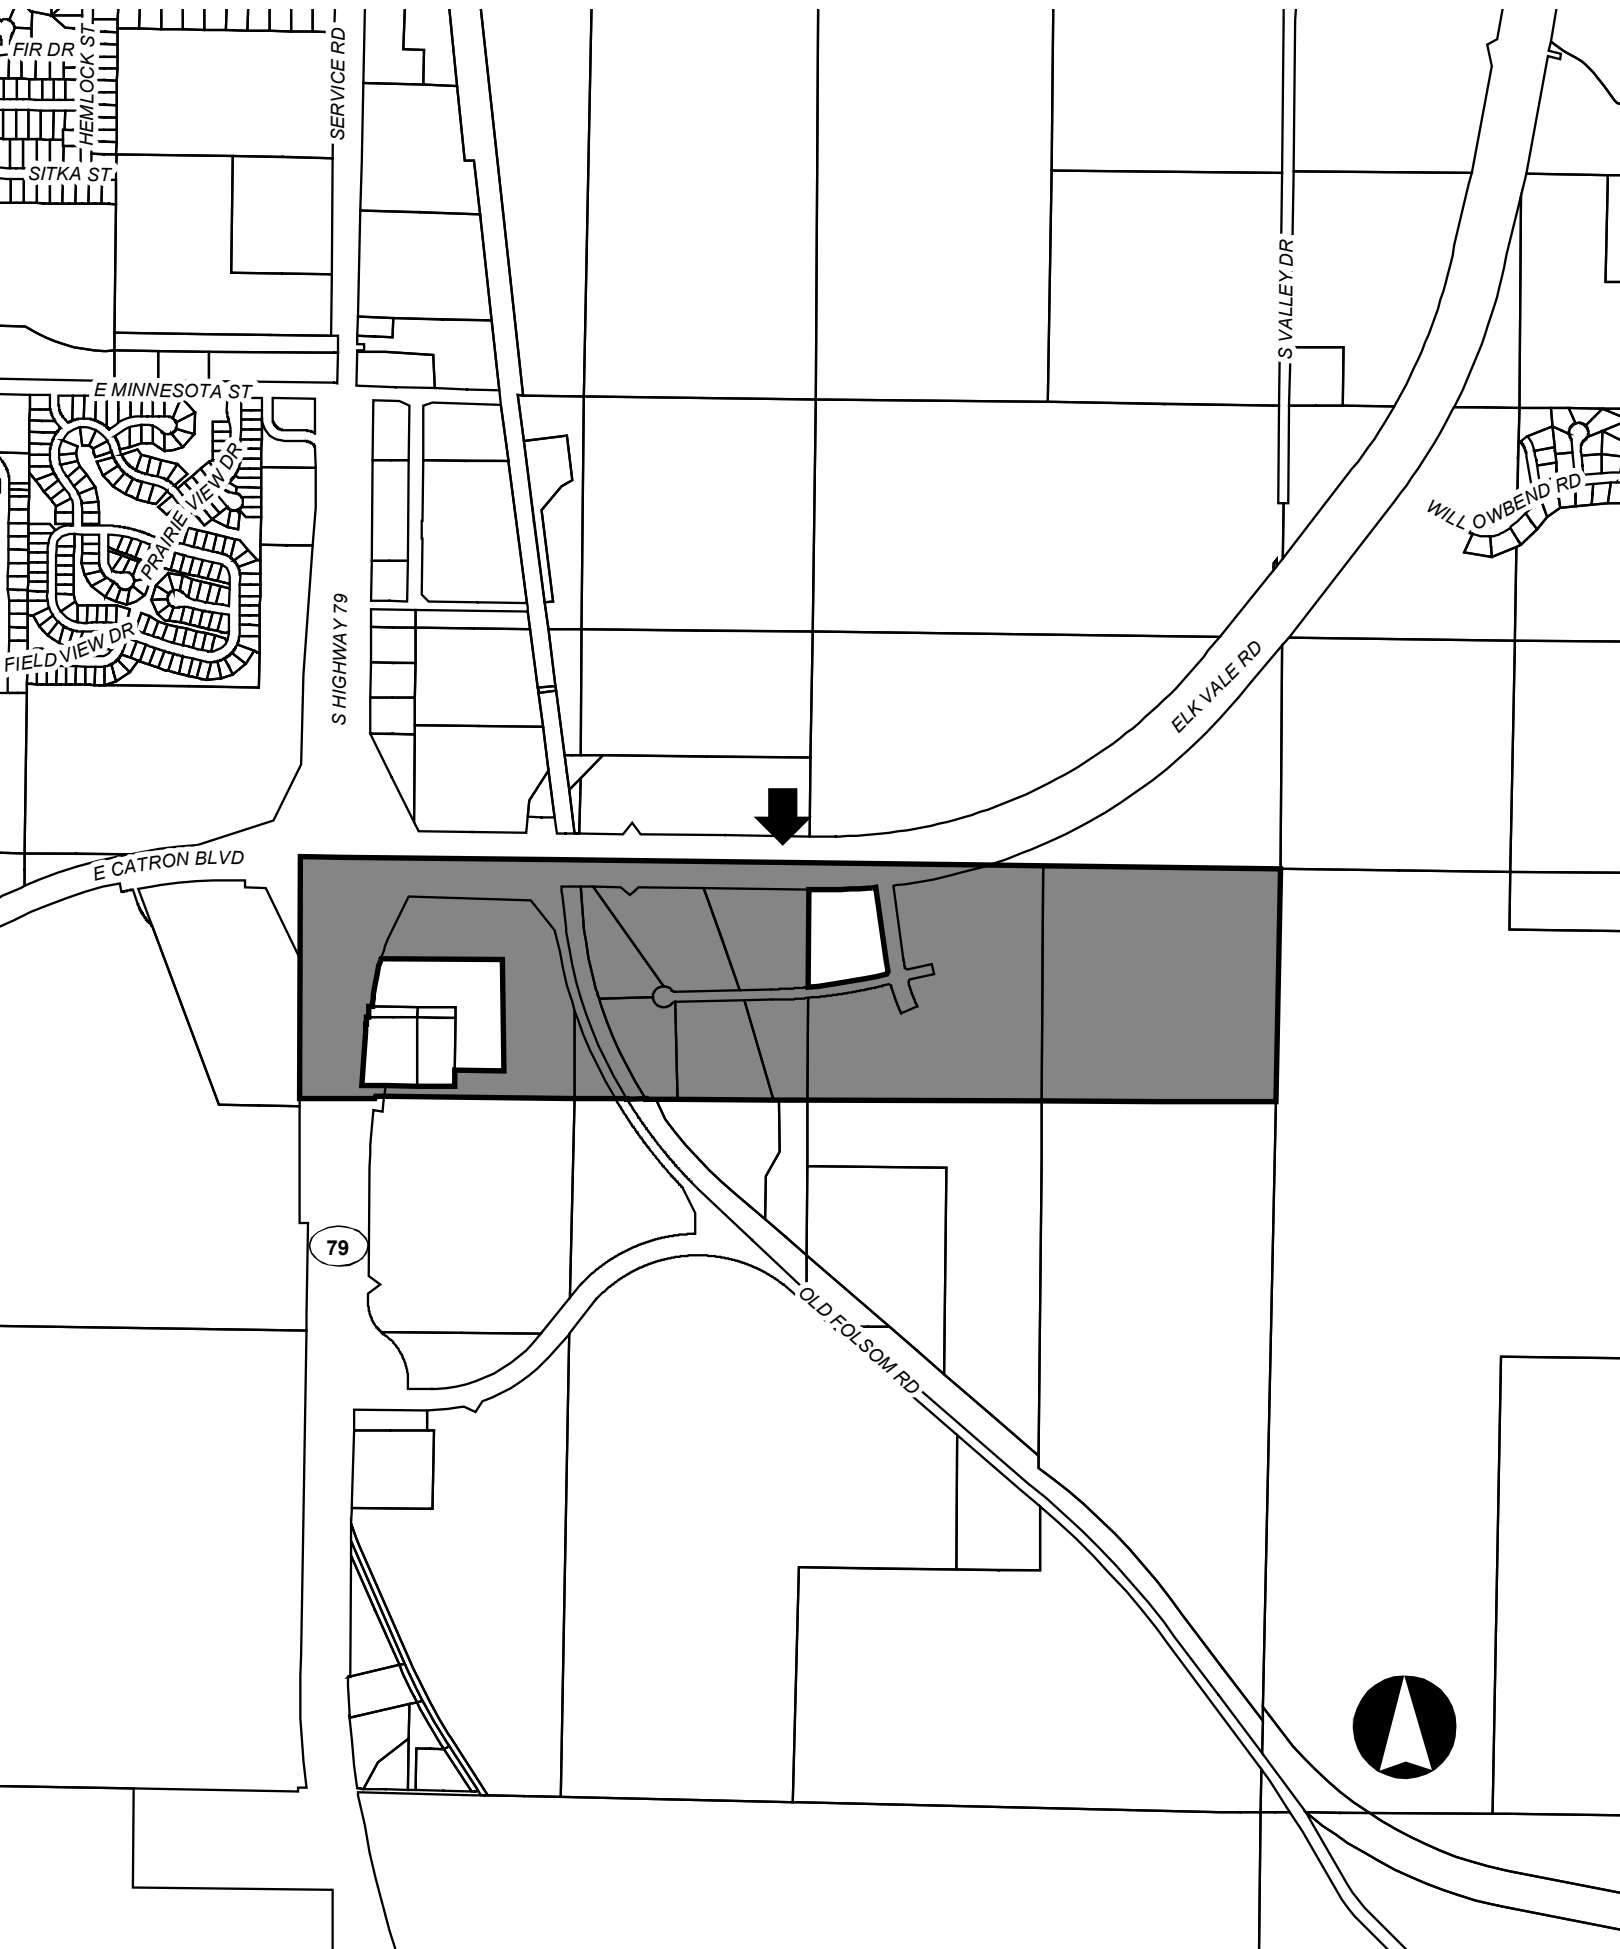 FIR DR
HEMLOCK ST
SERVICE RD
SITKA ST
S VALLEY DR
E MINNESOTA ST
PRAIRIE VIEW DR
WILLOWBEND RD
S HIGHWAY 79
FIELDVIEW DR
ELK VALE RD
E CATRON BLVD
79
OLD FOLSOM RD